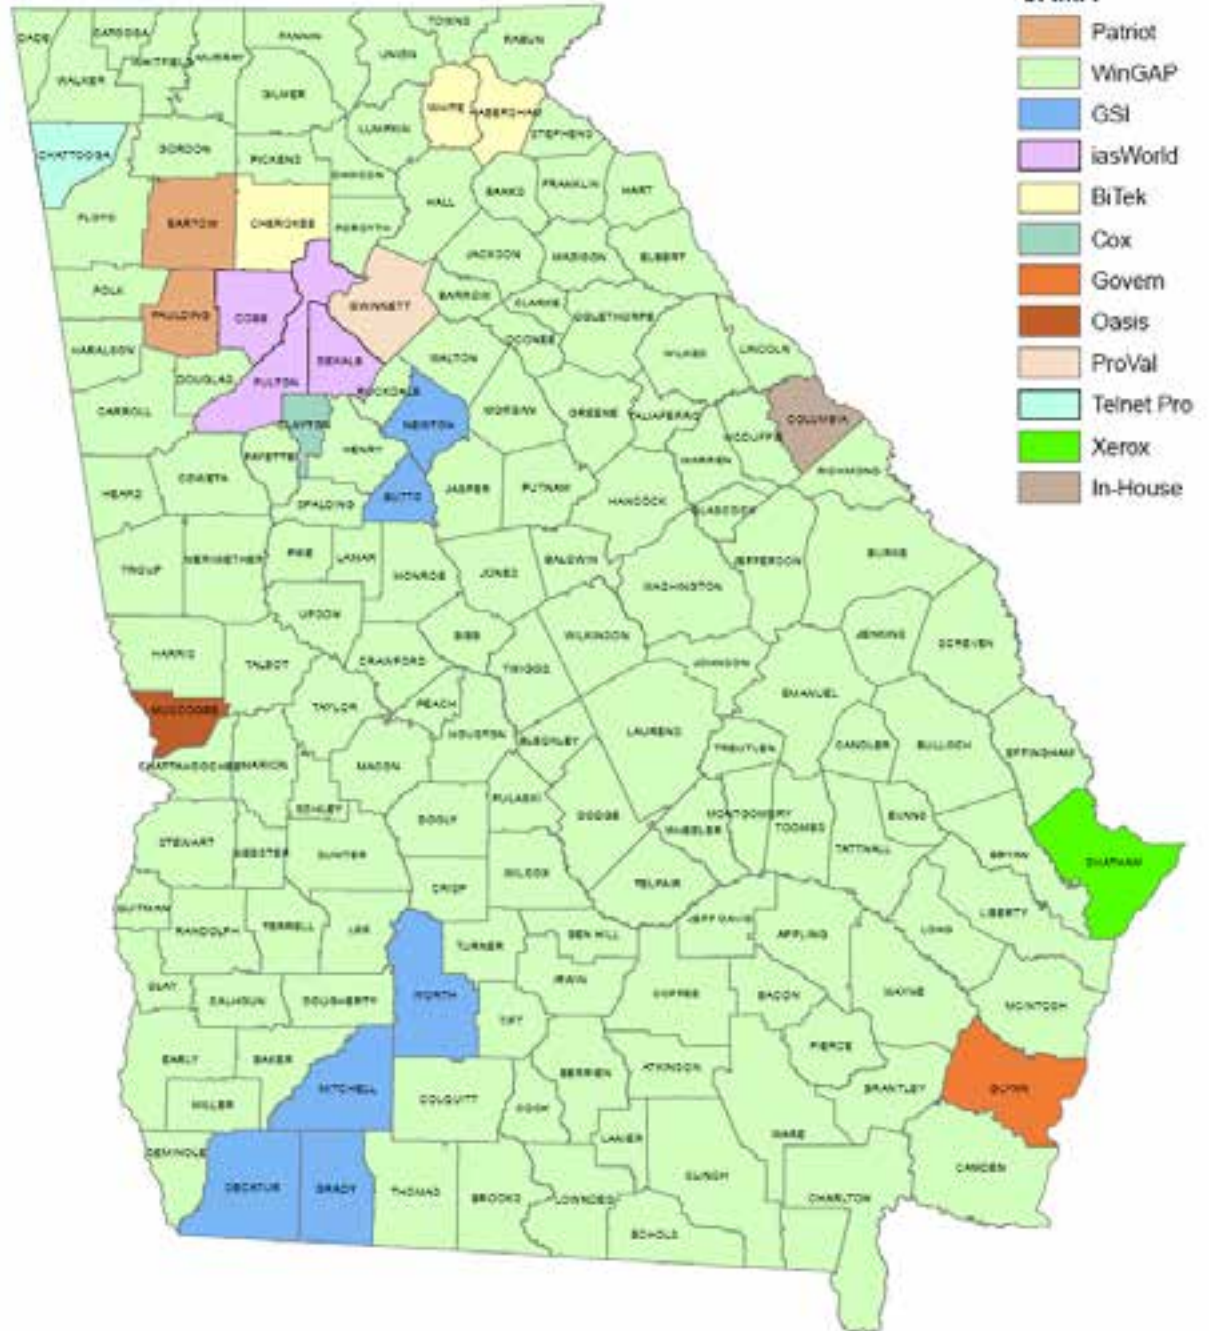 TOWNS
DADE
CATOOSA
FANNIN
RABUN
UNION
WHITFIELD
MURRAY
WALKER
GILMER
WHITE
HABERSHAM
LUMPKIN
STEPHENS
CHATTOOGA
GORDON
PICKENS
DAWSON
BANKS
FRANKLIN
HART
HALL
FLOYD
BARTOW
CHEROKEE
FORSYTH
JACKSON
MADISON
ELBERT
POLK
BARROW
CLARKE
GWINNETT
PAULDING
COBB
OGLETHORPE
OCONEE
HARALSON
DEKALB
WALTON
WILKES
LINCOLN
DOUGLAS
FULTON
ROCKDALE
CARROLL
MORGAN
GREENE
TALIAFERRO
COLUMBIA
CLAYTON
NEWTON
MCDUFFIE
FAYETTE
HENRY
WARREN
RICHMOND
HEARD
COWETA
SPALDING
BUTTS
JASPER
PUTNAM
HANCOCK
GLASCOCK
TROUP
MERIWETHER
PIKE
LAMAR
MONROE
JONES
BALDWIN
JEFFERSON
BURKE
WASHINGTON
UPSON
BIBB
WILKINSON
JENKINS
SCREVEN
HARRIS
TALBOT
CRAWFORD
TWIGGS
JOHNSON
EMANUEL
MUSCOGEE
TAYLOR
PEACH
HOUSTON
BLECKLEY
LAURENS
TREUTLEN
CANDLER
BULLOCH
EFFINGHAM
CHATTAHOOCHEE
MARION
MACON
SCHLEY
DOOLY
PULASKI
DODGE
MONTGOMERY
WHEELER
TOOMBS
EVANS
STEWART
WEBSTER
SUMTER
TATTNALL
BRYAN
CHATHAM
CRISP
WILCOX
TELFAIR
QUITMAN
RANDOLPH
TERRELL
LEE
TURNER
BEN HILL
JEFF DAVIS
APPLING
LONG
LIBERTY
CLAY
CALHOUN
DOUGHERTY
WORTH
IRWIN
COFFEE
BACON
WAYNE
MCINTOSH
TIFT
EARLY
BAKER
MITCHELL
BERRIEN
ATKINSON
PIERCE
BRANTLEY
GLYNN
MILLER
COLQUITT
COOK
LANIER
WARE
SEMINOLE
DECATUR
GRADY
THOMAS
BROOKS
LOWNDES
CLINCH
CHARLTON
CAMDEN
ECHOLS
Patriot
WinGAP
GSI
iasWorld
BiTek
Cox
Govern
Oasis
ProVal
Telnet Pro
Xerox
In-House